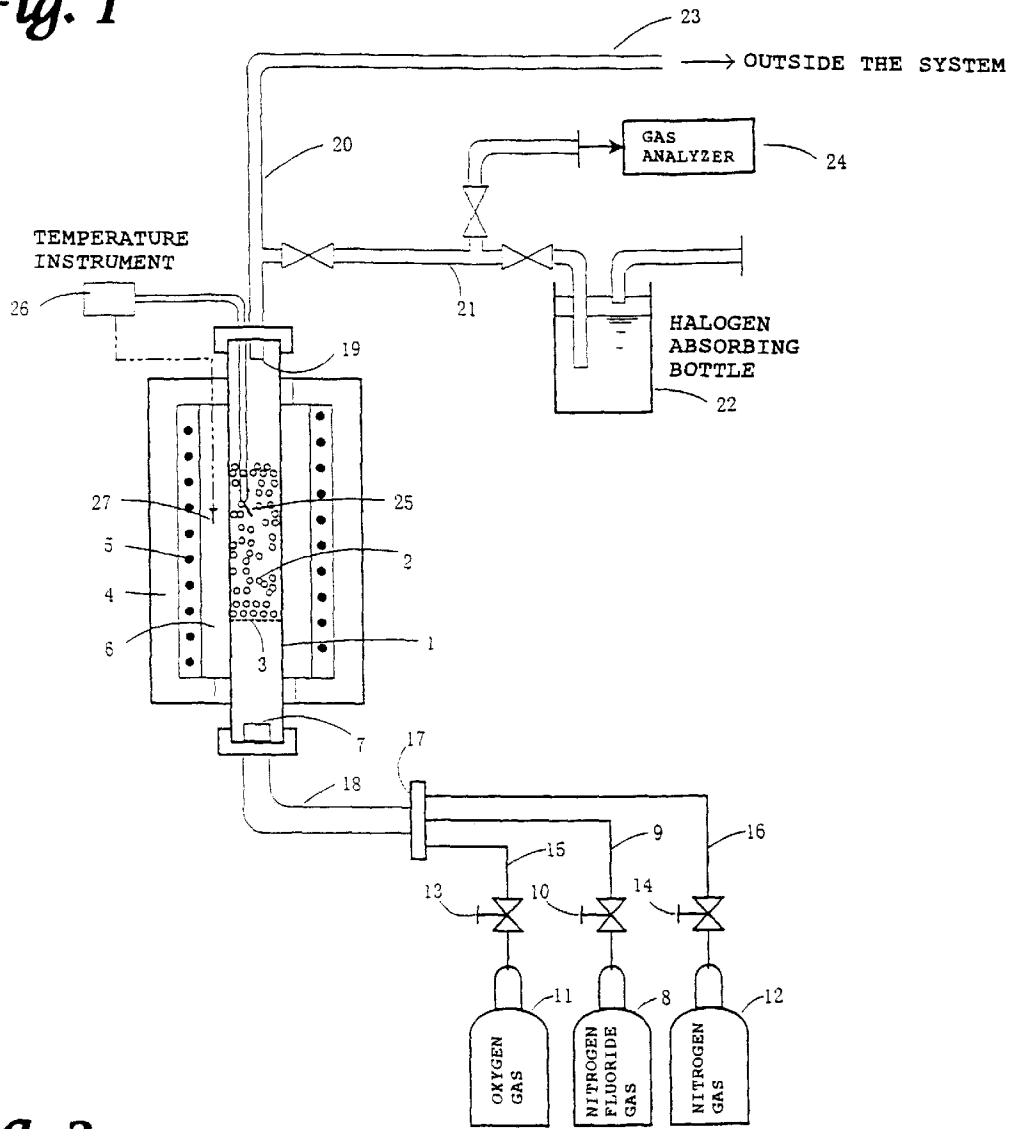 Fig. 1
23
OUTSIDE THE SYSTEM
20
GAS
ANALYZER
24
TEMPERATURE
INSTRUMENT
26
21
19
HALOGEN
ABSORBING
BOTTLE
22
27
25
5
2
4
6
3
1
7
17
18
15
9
16
13
10
14
11
8
12
OXYGEN
GAS
NITROGEN
FLUORIDE
GAS
NITROGEN
GAS